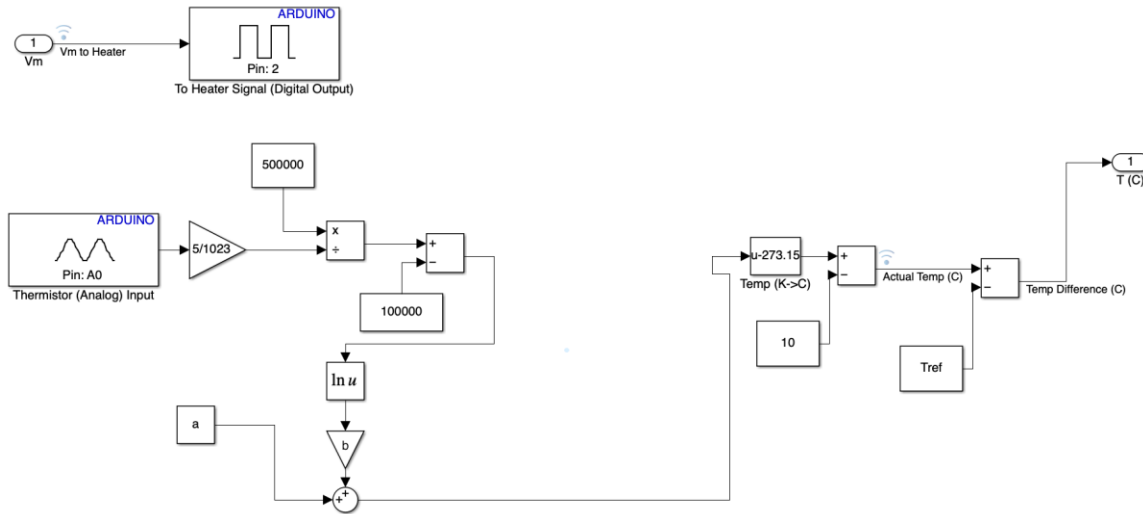 ARDUINO
1
Vm
Vm to Heater
Pin: 2
To Heater Signal (Digital Output)
500000
ARDUINO
Pin: A0
Thermistor (Analog) Input
5/1023
×
÷
+
−
100000
ln u
a
b
+
+
u-273.15
Temp (K->C)
+
−
Actual Temp (C)
10
+
−
Temp Difference (C)
Tref
1
T (C)